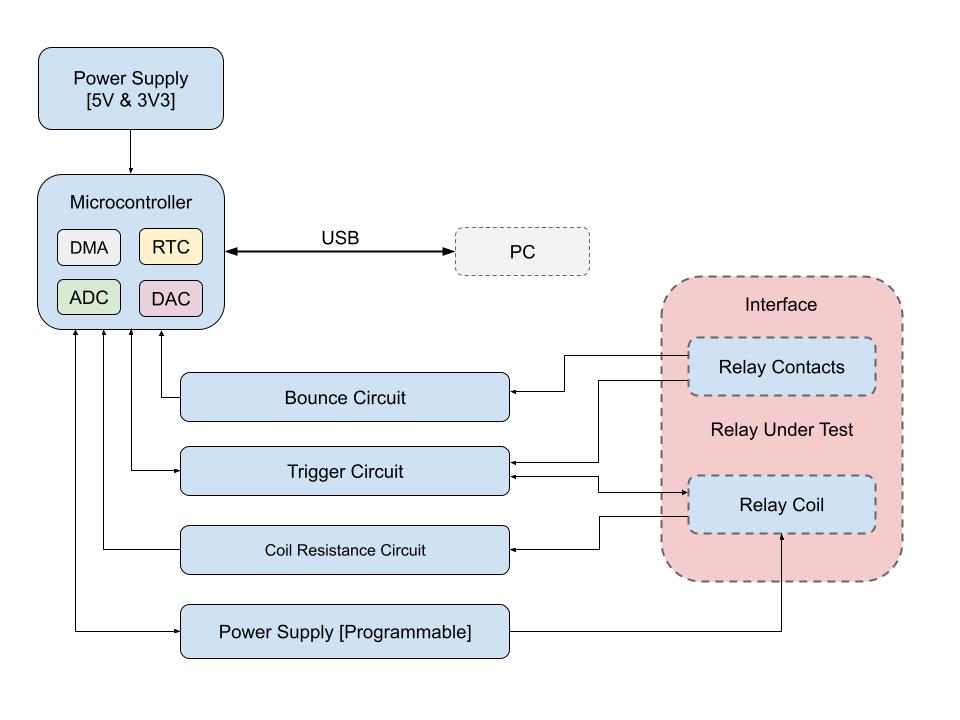 Power Supply
[5V & 3V3]
Microcontroller
DMA
RTC
ADC
DAC
USB
PC
Interface
Relay Contacts
Relay Under Test
Relay Coil
Bounce Circuit
Trigger Circuit
Coil Resistance Circuit
Power Supply [Programmable]